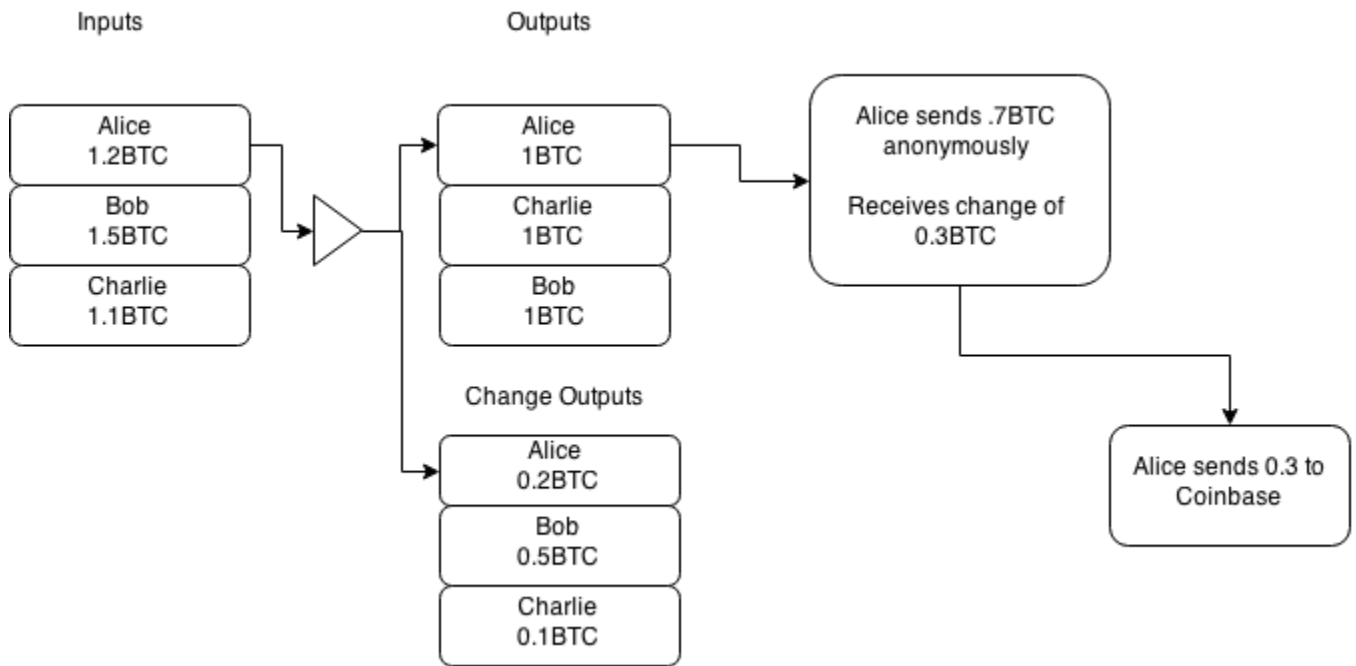 Inputs
Outputs
Alice
1.2BTC
Bob
1.5BTC
Charlie
1.1BTC
Alice
1BTC
Charlie
1BTC
Bob
1BTC
Change Outputs
Alice
0.2BTC
Bob
0.5BTC
Charlie
0.1BTC
Alice sends .7BTC
anonymously
Receives change of
0.3BTC
Alice sends 0.3 to
Coinbase